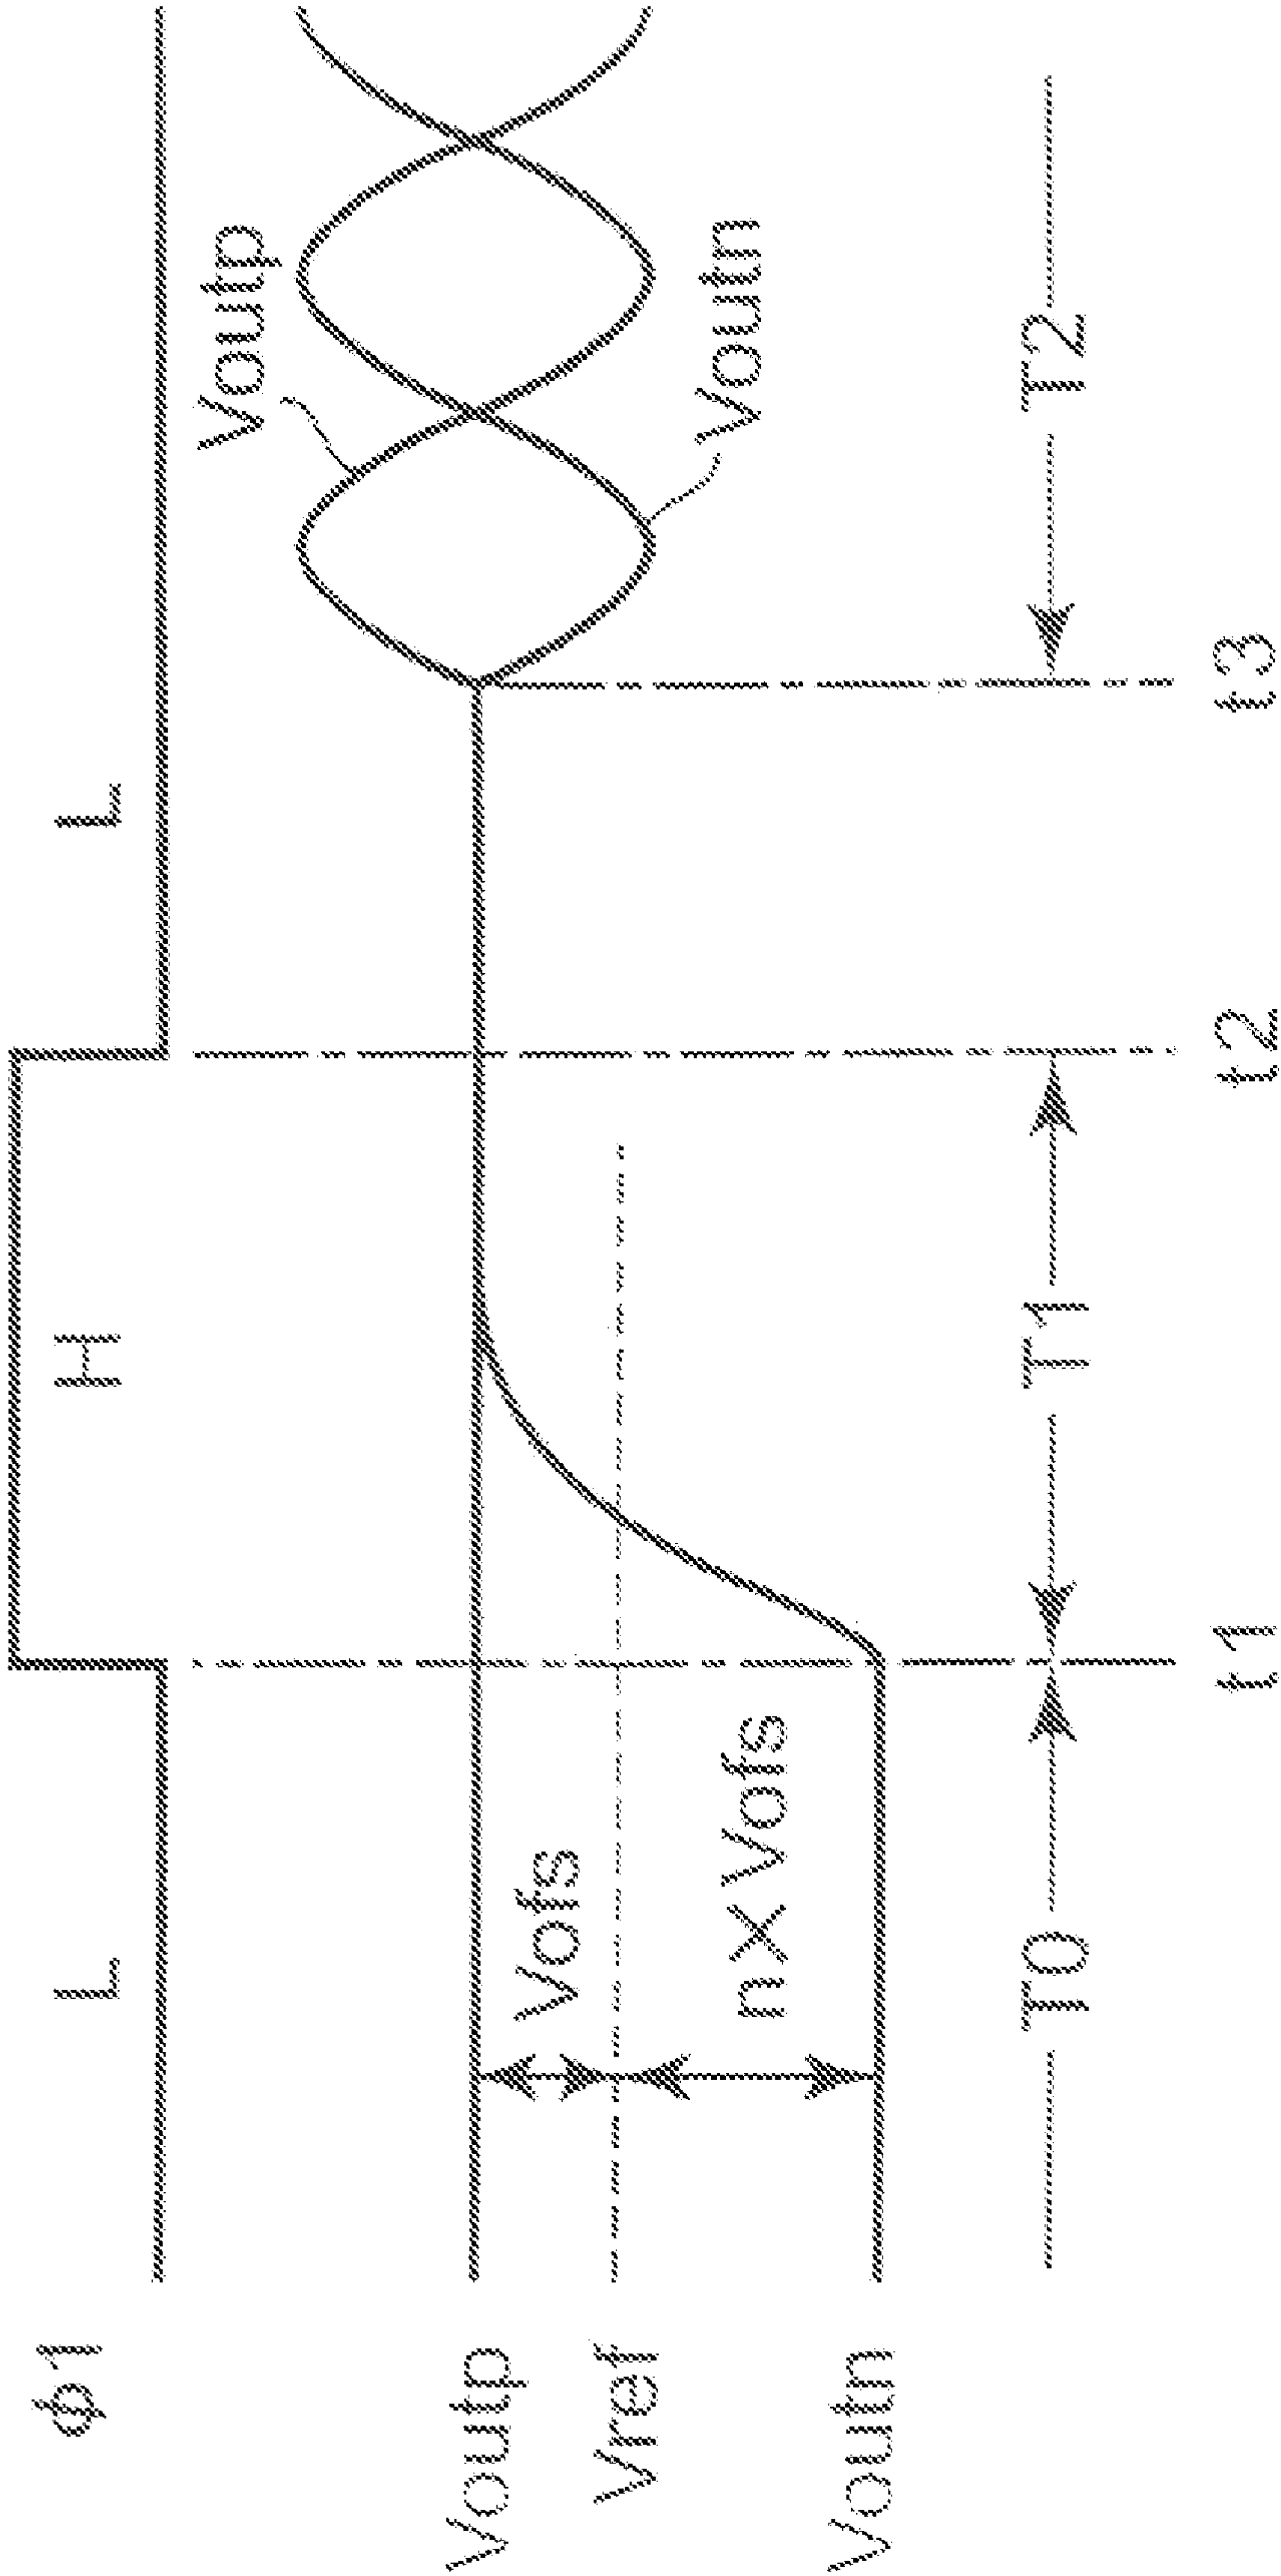 φ1
L
H
L
Voutp
Voutn
Voutp
Vofs
Vref
n×Vofs
Voutn
T0
T1
T2
t1
t2
t3